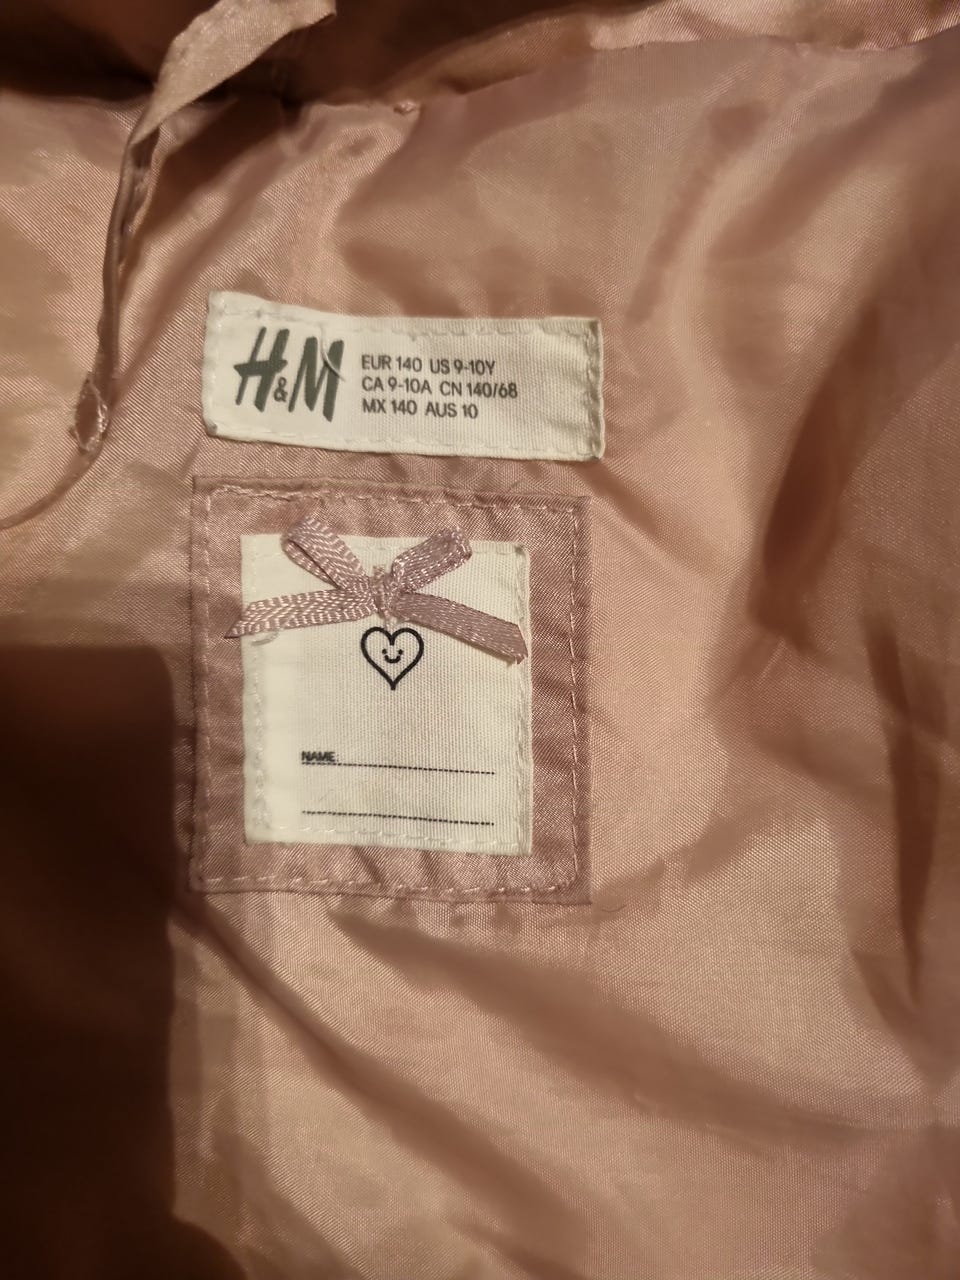 H&M
EUR 140 US 9-10Y
CA 9-10A CN 140/68
MX 140 AUS 10
NAME: